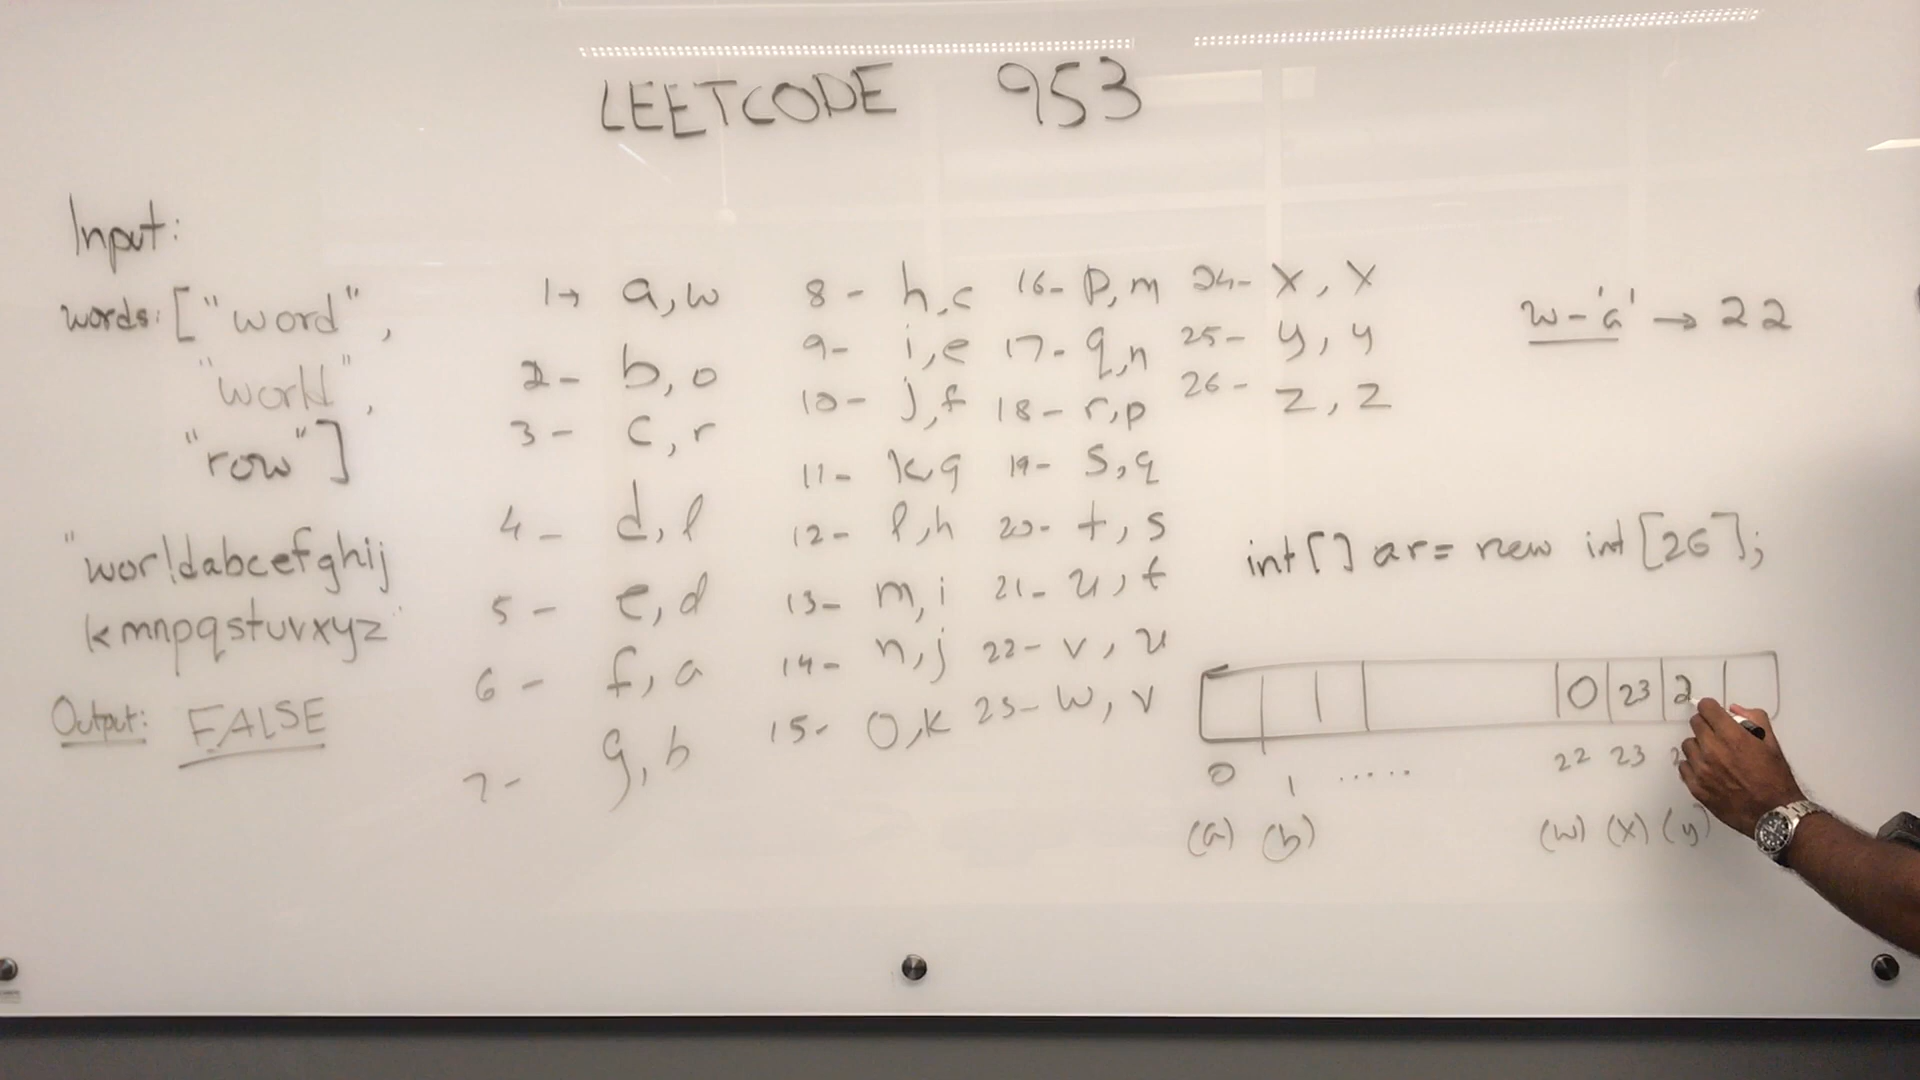 LEETCODE 953
Input:
words: ["word",
"world",
"row"]
"worldabcefghij
kmnpqstuvxyz"
Output: FALSE
1→ a, w
2- b, o
3- c, r
4- d, l
5- e, d
6- f, a
7- g, b
8- h, c
9- i, e
10- j, f
11- k, g
12- l, h
13- m, i
14- n, j
15- o, k
16- p, m
17- q, n
18- r, p
19- s, q
20- t, s
21- u, t
22- v, u
23- w, v
24- x, x
25- y, y
26- z, z
w-'a' → 22
int[] ar = new int[26];
0 23 2
0 1 ...... 22 23 2
(a) (b) (w) (x) (y)